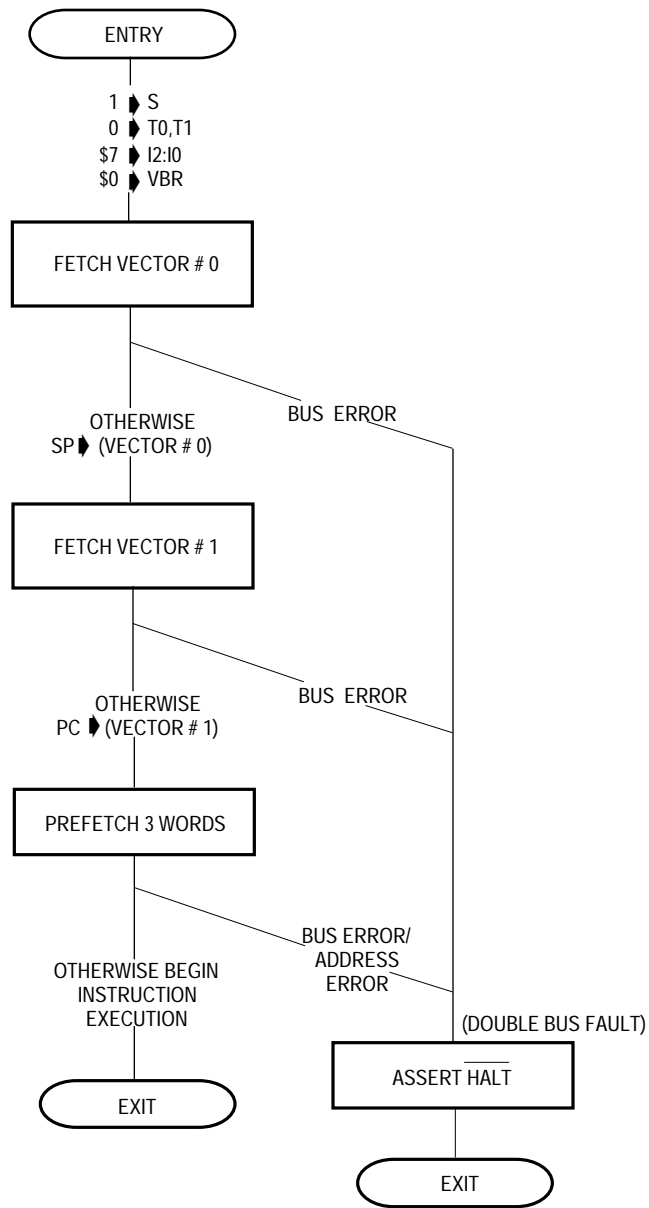 ENTRY
1 ➧ S
0 ➧ T0,T1
$7 ➧ I2:I0
$0 ➧ VBR
FETCH VECTOR # 0
BUS ERROR
OTHERWISE
SP ➧ (VECTOR # 0)
FETCH VECTOR # 1
BUS ERROR
OTHERWISE
PC ➧ (VECTOR # 1)
PREFETCH 3 WORDS
BUS ERROR/
ADDRESS
ERROR
OTHERWISE BEGIN
INSTRUCTION
EXECUTION
(DOUBLE BUS FAULT)
ASSERT H̅A̅L̅T̅
EXIT
EXIT